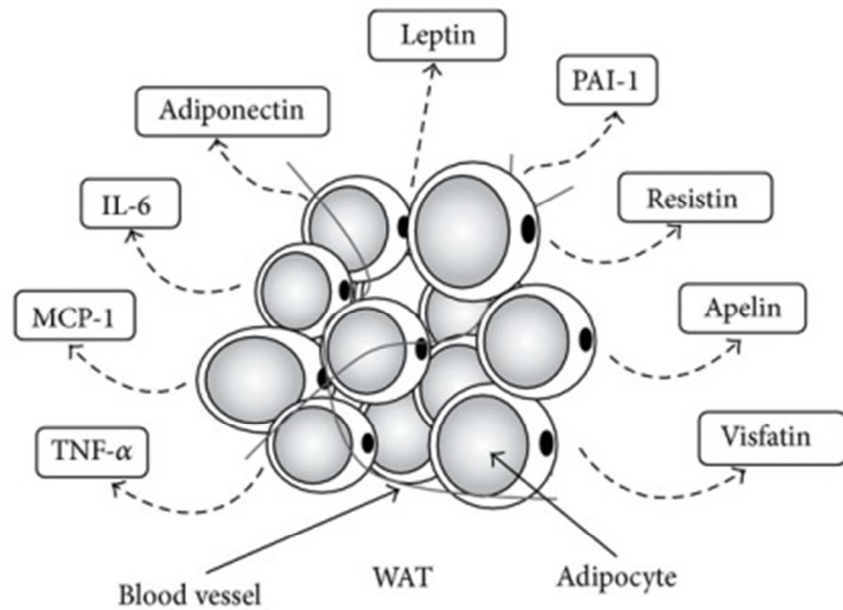 Leptin
PAI-1
Adiponectin
IL-6
Resistin
MCP-1
Apelin
TNF-α
Visfatin
Blood vessel
WAT
Adipocyte